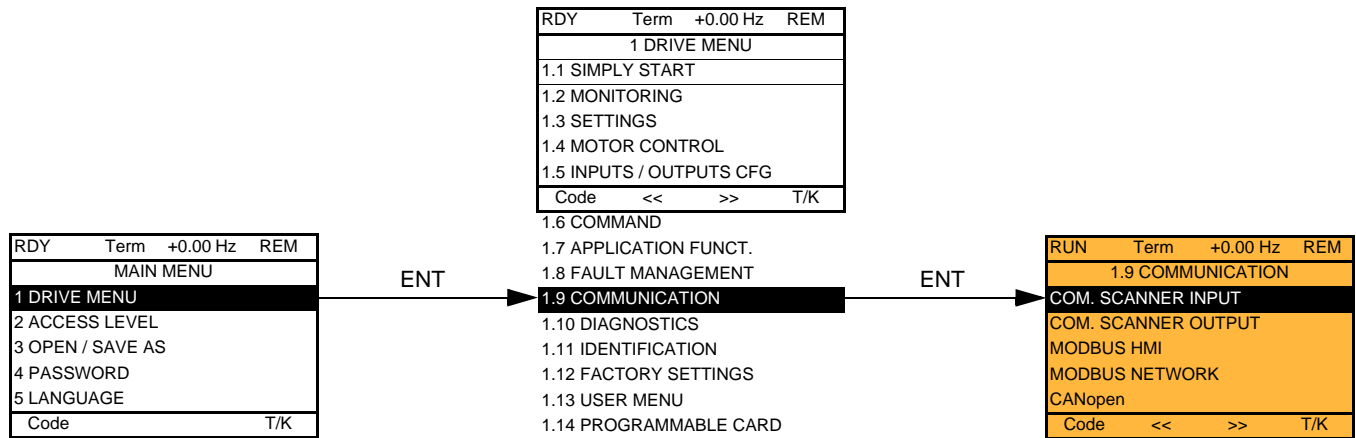 RDY Term +0.00 Hz REM
MAIN MENU
1 DRIVE MENU
2 ACCESS LEVEL
3 OPEN / SAVE AS
4 PASSWORD
5 LANGUAGE
Code T/K
ENT
RDY Term +0.00 Hz REM
1 DRIVE MENU
1.1 SIMPLY START
1.2 MONITORING
1.3 SETTINGS
1.4 MOTOR CONTROL
1.5 INPUTS / OUTPUTS CFG
Code << >> T/K
1.6 COMMAND
1.7 APPLICATION FUNCT.
1.8 FAULT MANAGEMENT
1.9 COMMUNICATION
1.10 DIAGNOSTICS
1.11 IDENTIFICATION
1.12 FACTORY SETTINGS
1.13 USER MENU
1.14 PROGRAMMABLE CARD
ENT
RUN Term +0.00 Hz REM
1.9 COMMUNICATION
COM. SCANNER INPUT
COM. SCANNER OUTPUT
MODBUS HMI
MODBUS NETWORK
CANopen
Code << >> T/K